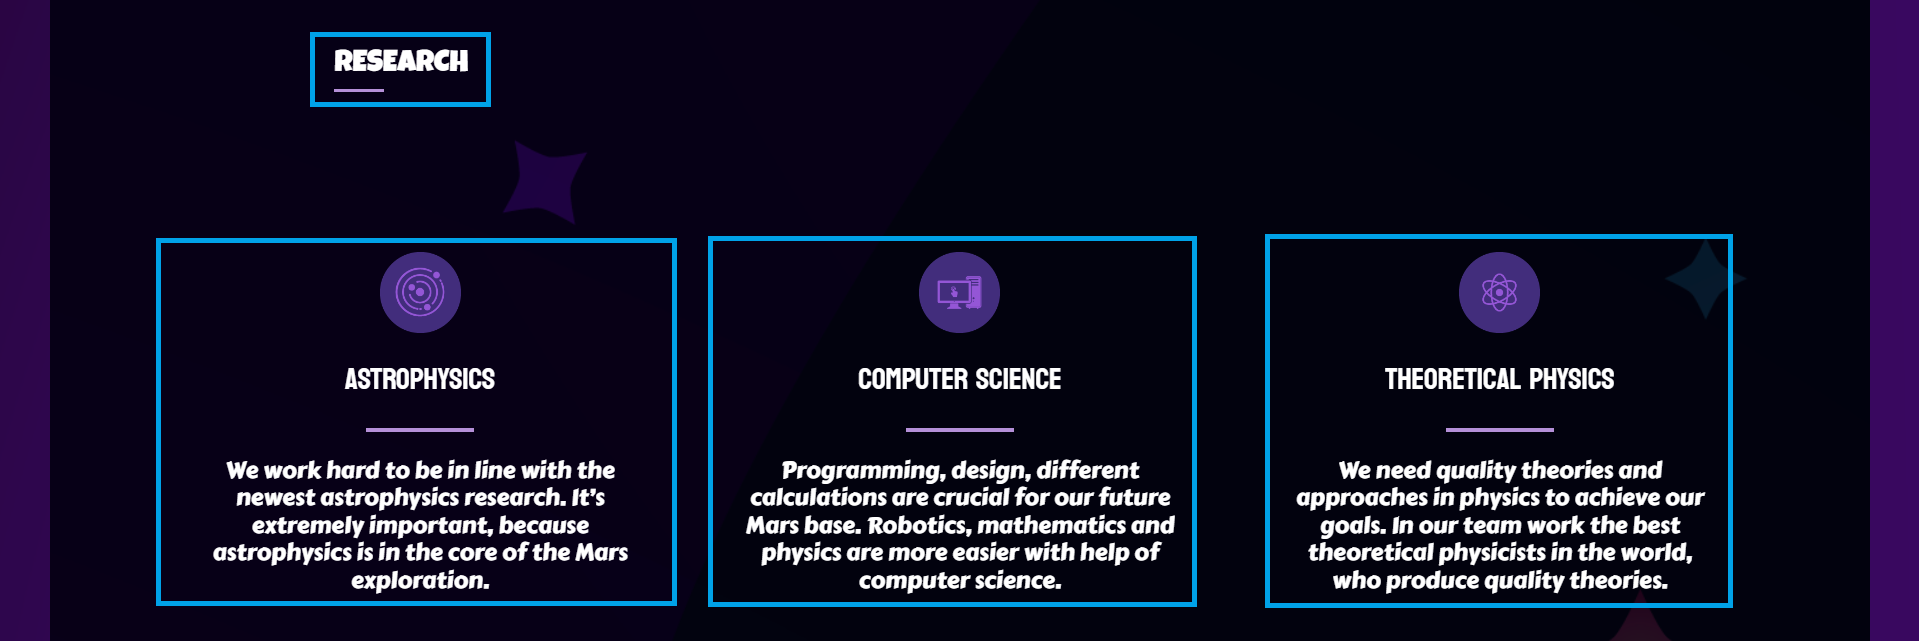 RESEARCH
ASTROPHYSICS
We work hard to be in line with the
newest astrophysics research. It's
extremely important, because
astrophysics is in the core of the Mars
exploration.
COMPUTER SCIENCE
Programming, design, different
calculations are crucial for our future
Mars base. Robotics, mathematics and
physics are more easier with help of
computer science.
THEORETICAL PHYSICS
We need quality theories and
approaches in physics to achieve our
goals. In our team work the best
theoretical physicists in the world,
who produce quality theories.